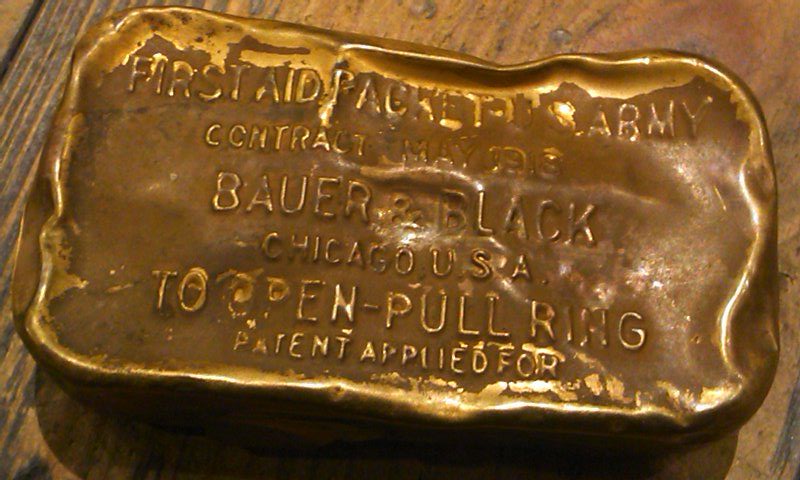 FIRST AID PACKET-U.S.ARMY
CONTRACT MAY 1918
BAUER & BLACK
CHICAGO, U.S.A.
TO OPEN-PULL RING
PATENT APPLIED FOR